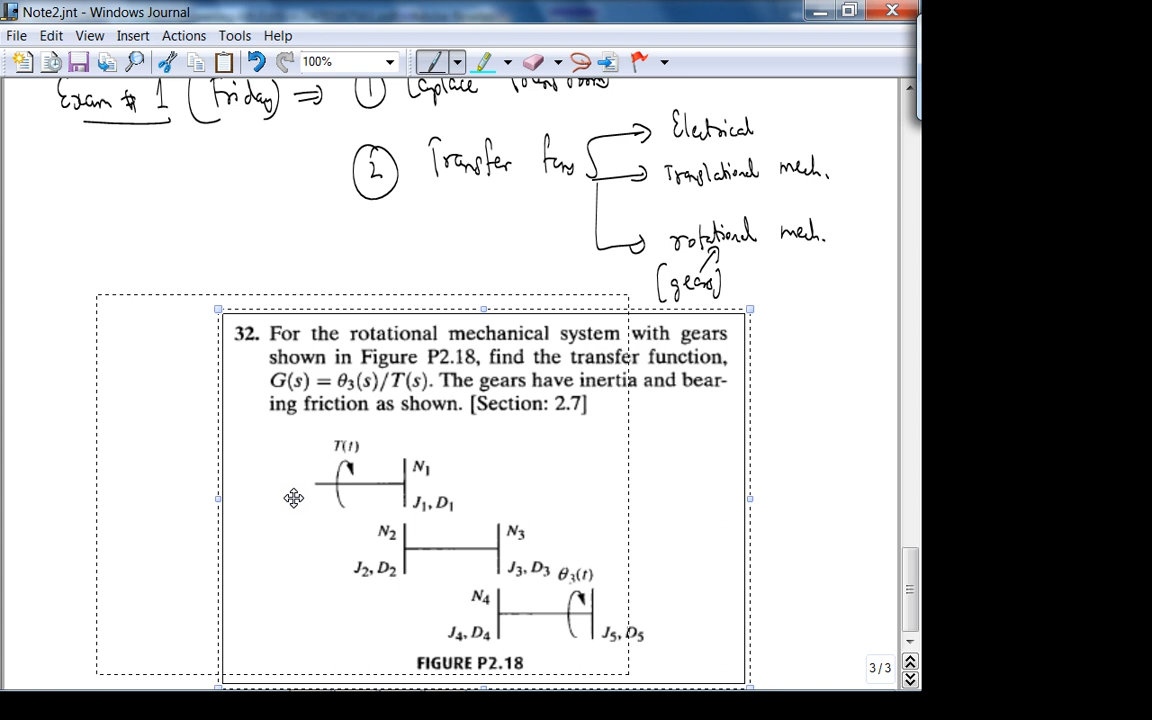 Note2.jnt - Windows Journal
File Edit View Insert Actions Tools Help
100%
Exam # 1 (Friday) ⇒ ① Laplace
② Transfer fcns
Electrical
Translational mech.
rotational mech.
(gears)
32. For the rotational mechanical system with gears
shown in Figure P2.18, find the transfer function,
G(s) = θ3(s)/T(s). The gears have inertia and bear-
ing friction as shown. [Section: 2.7]
T(t)
N1
J1, D1
N2
N3
J2, D2
J3, D3
θ3(t)
N4
J4, D4
J5, D5
FIGURE P2.18
3/3